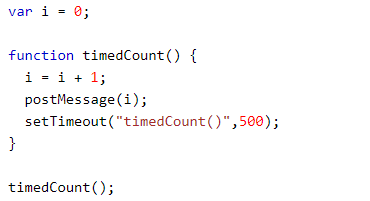 var i = 0;

function timedCount() {
  i = i + 1;
  postMessage(i);
  setTimeout("timedCount()",500);
}

timedCount();